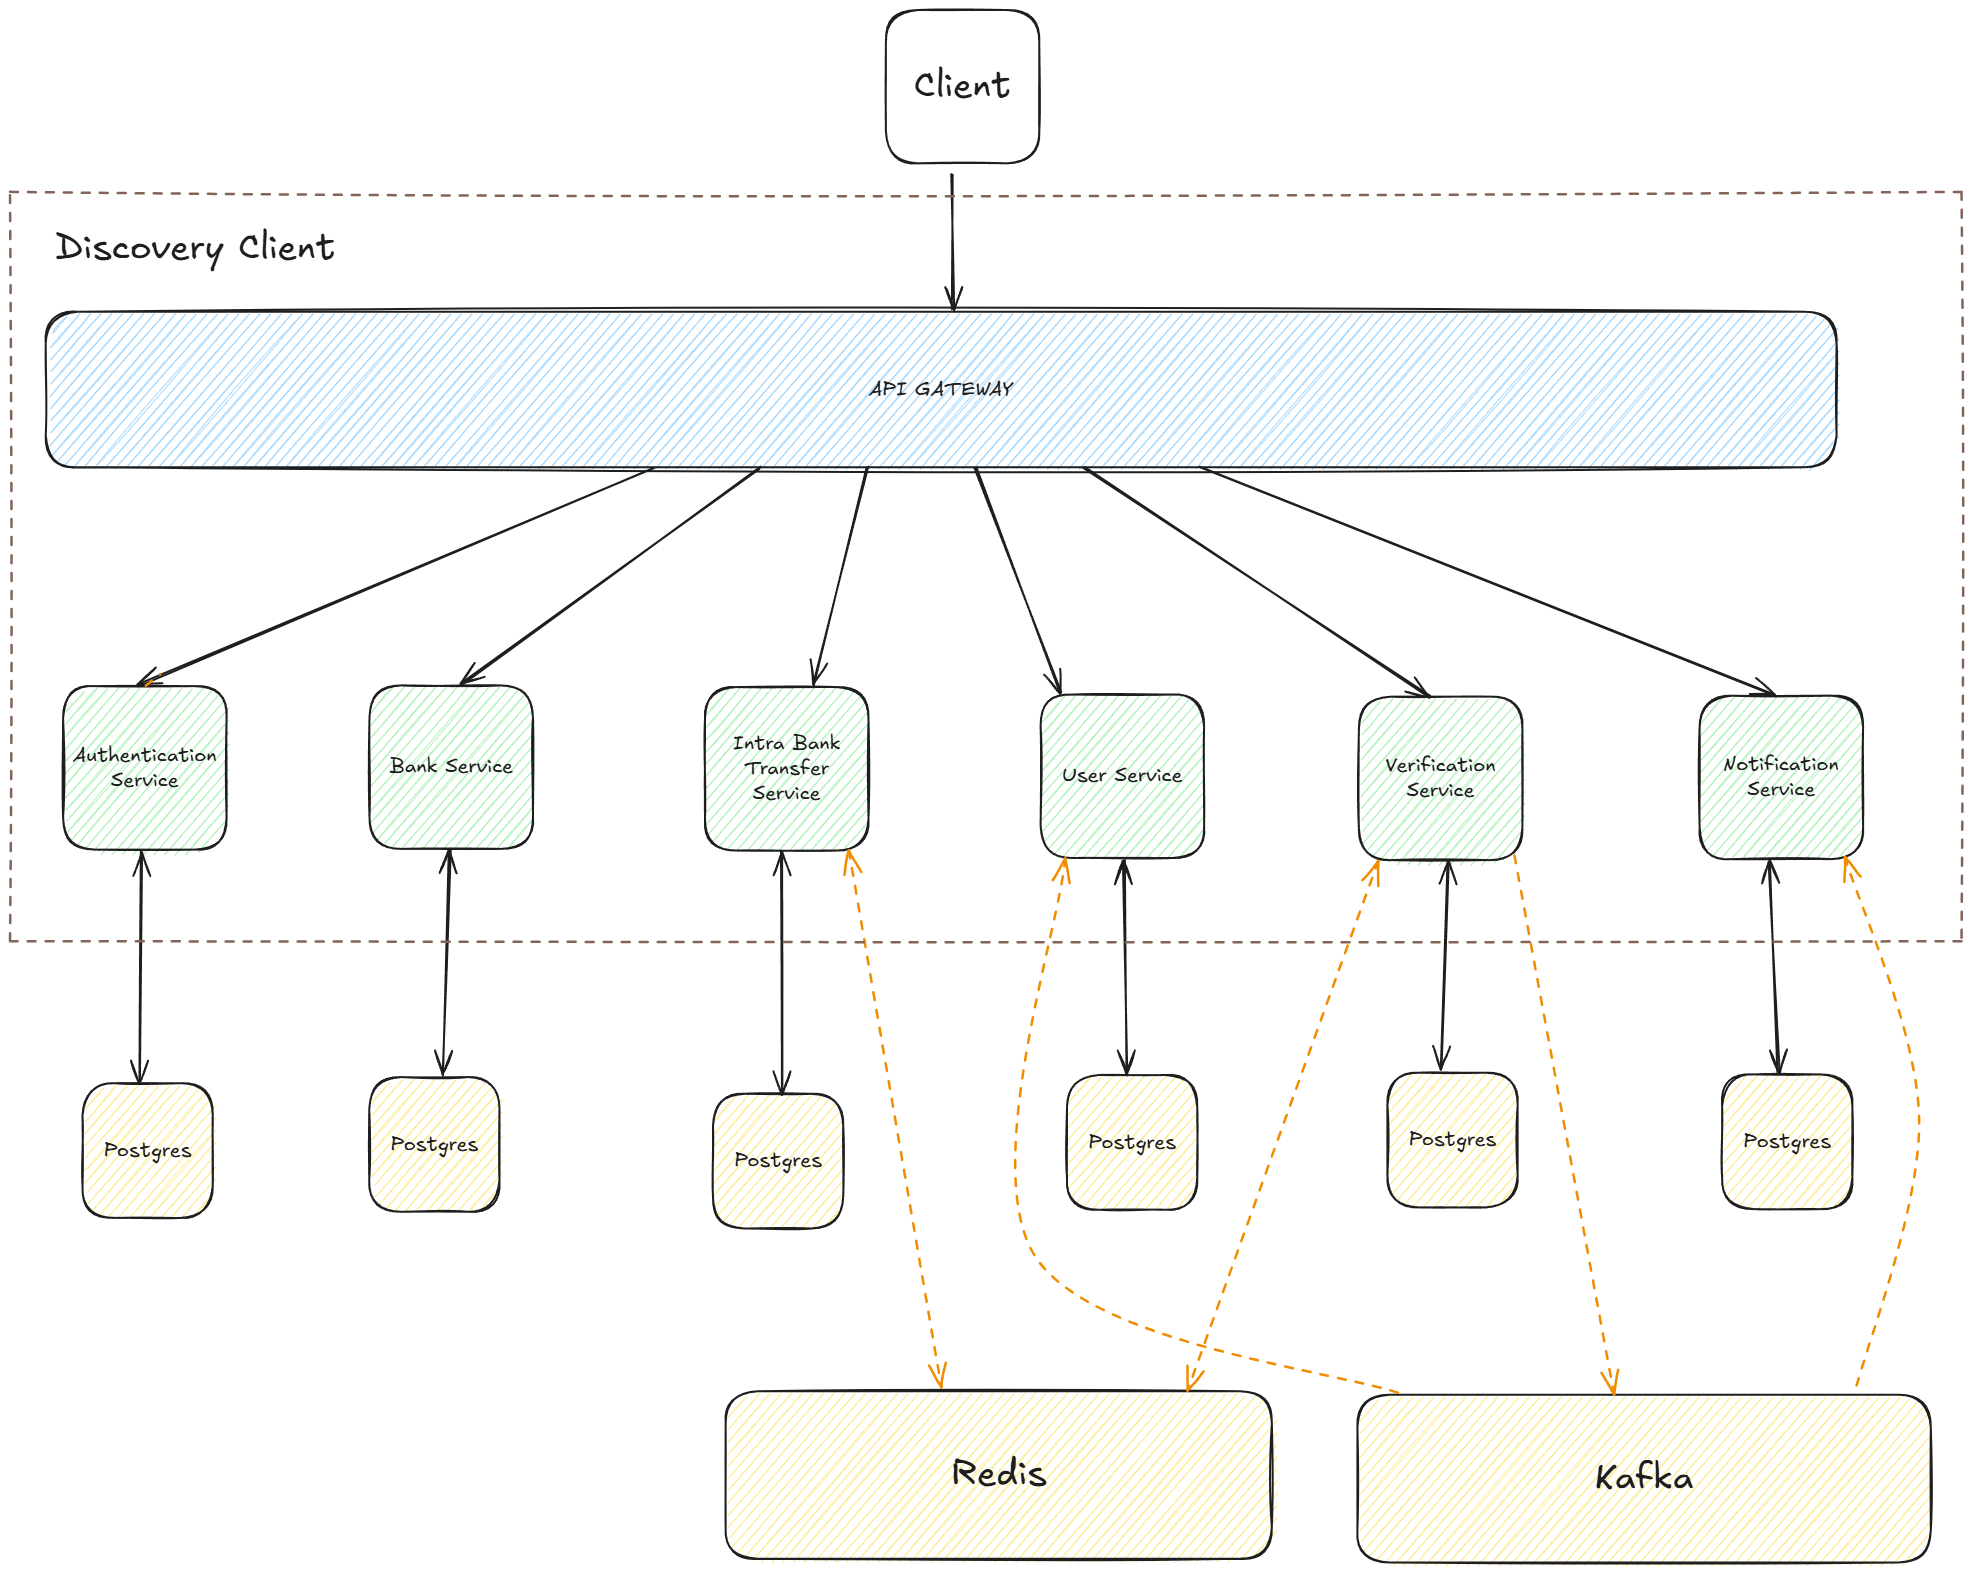 Client
Discovery Client
API GATEWAY
Authentication
Service
Bank Service
Intra Bank
Transfer
Service
User Service
Verification
Service
Notification
Service
Postgres
Postgres
Postgres
Postgres
Postgres
Postgres
Redis
Kafka